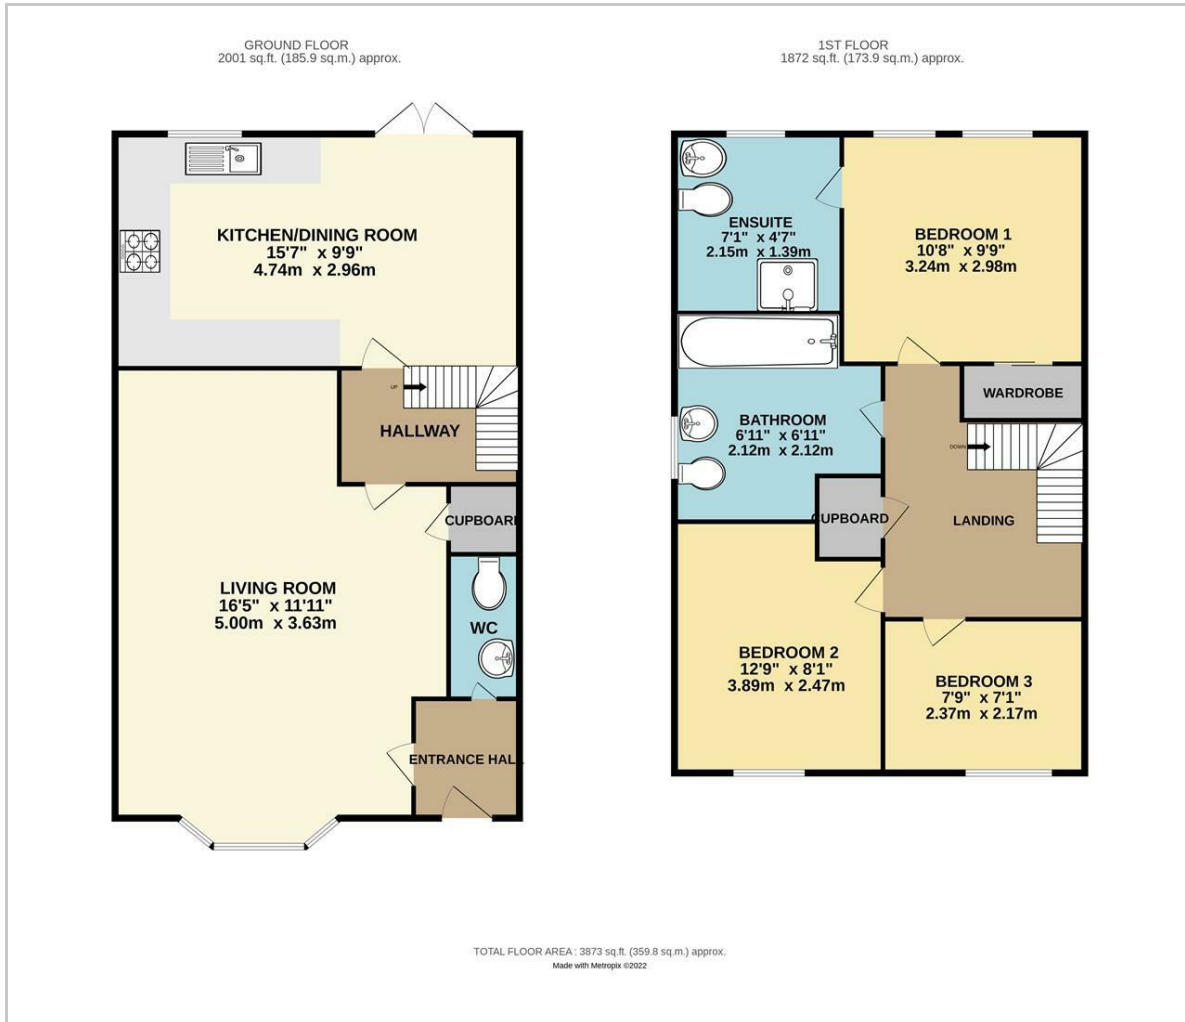 GROUND FLOOR
2001 sq.ft. (185.9 sq.m.) approx.
1ST FLOOR
1872 sq.ft. (173.9 sq.m.) approx.
KITCHEN/DINING ROOM
15'7" x 9'9"
4.74m x 2.96m
UP
HALLWAY
CUPBOARD
LIVING ROOM
16'5" x 11'11"
5.00m x 3.63m
WC
ENTRANCE HALL
ENSUITE
7'1" x 4'7"
2.15m x 1.39m
BEDROOM 1
10'8" x 9'9"
3.24m x 2.98m
WARDROBE
BATHROOM
6'11" x 6'11"
2.12m x 2.12m
DOWN
CUPBOARD
LANDING
BEDROOM 2
12'9" x 8'1"
3.89m x 2.47m
BEDROOM 3
7'9" x 7'1"
2.37m x 2.17m
TOTAL FLOOR AREA : 3873 sq.ft. (359.8 sq.m.) approx.
Made with Metropix ©2022